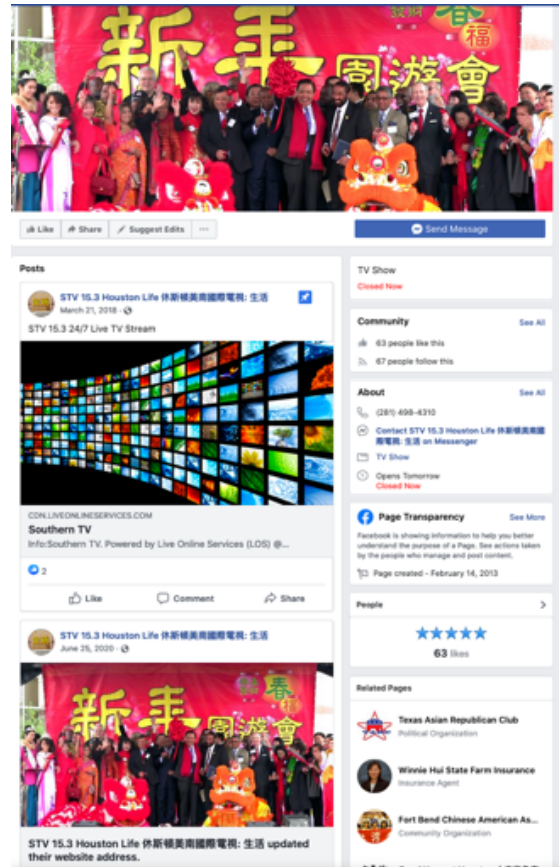 發財 春
新年園遊會
福
Like
Share
Suggest Edits
Send Message
Posts
STV 15.3 Houston Life 休斯頓美南國際電視: 生活
March 21, 2018
STV 15.3 24/7 Live TV Stream
CDN.LIVEONLINESERVICES.COM
Southern TV
Info:Southern TV. Powered by Live Online Services (LOS) @...
2
Like
Comment
Share
STV 15.3 Houston Life 休斯頓美南國際電視: 生活
June 25, 2020
春
新年園遊會
福
STV 15.3 Houston Life 休斯頓美南國際電視: 生活 updated
their website address.
TV Show
Closed Now
Community
See All
63 people like this
67 people follow this
About
See All
(281) 498-4310
Contact STV 15.3 Houston Life 休斯頓美南國
際電視: 生活 on Messenger
TV Show
Opens Tomorrow
Closed Now
Page Transparency
See More
Facebook is showing information to help you better
understand the purpose of a Page. See actions taken
by the people who manage and post content.
Page created - February 14, 2013
People
63 likes
Related Pages
Texas Asian Republican Club
Political Organization
Winnie Hui State Farm Insurance
Insurance Agent
Fort Bend Chinese American As...
Community Organization